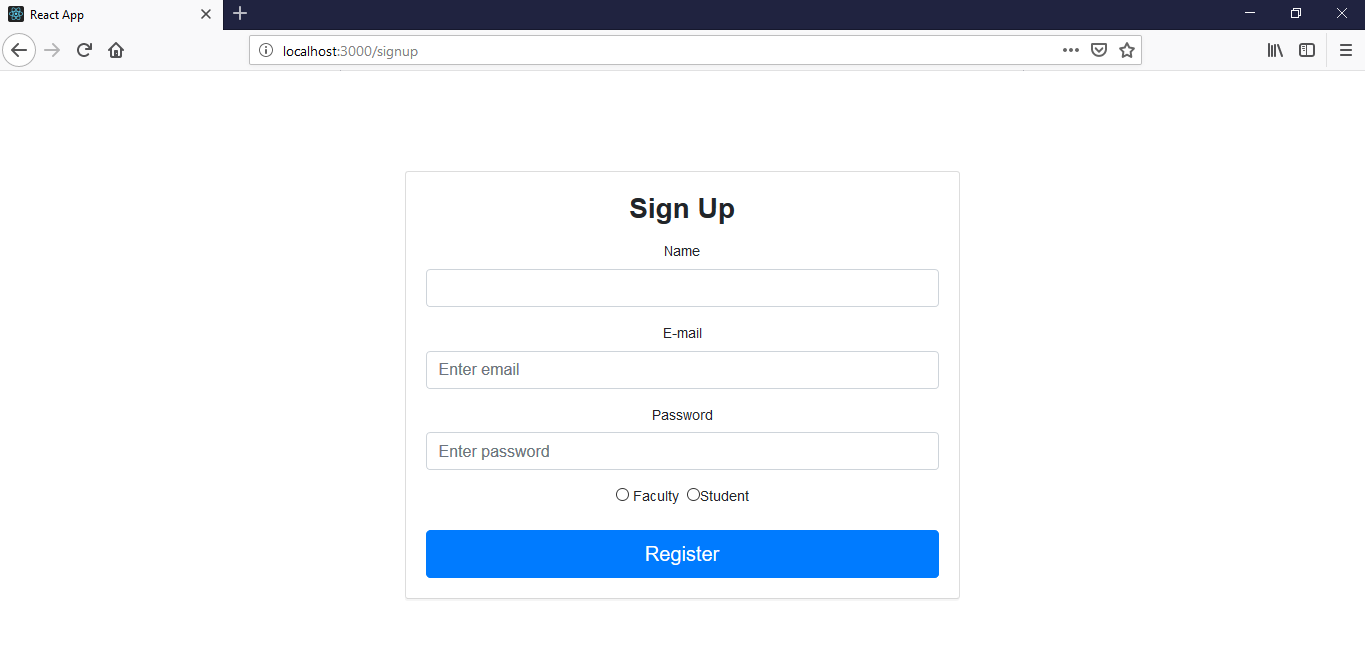 React App
localhost:3000/signup
Sign Up
Name
E-mail
Enter email
Password
Enter password
Faculty Student
Register